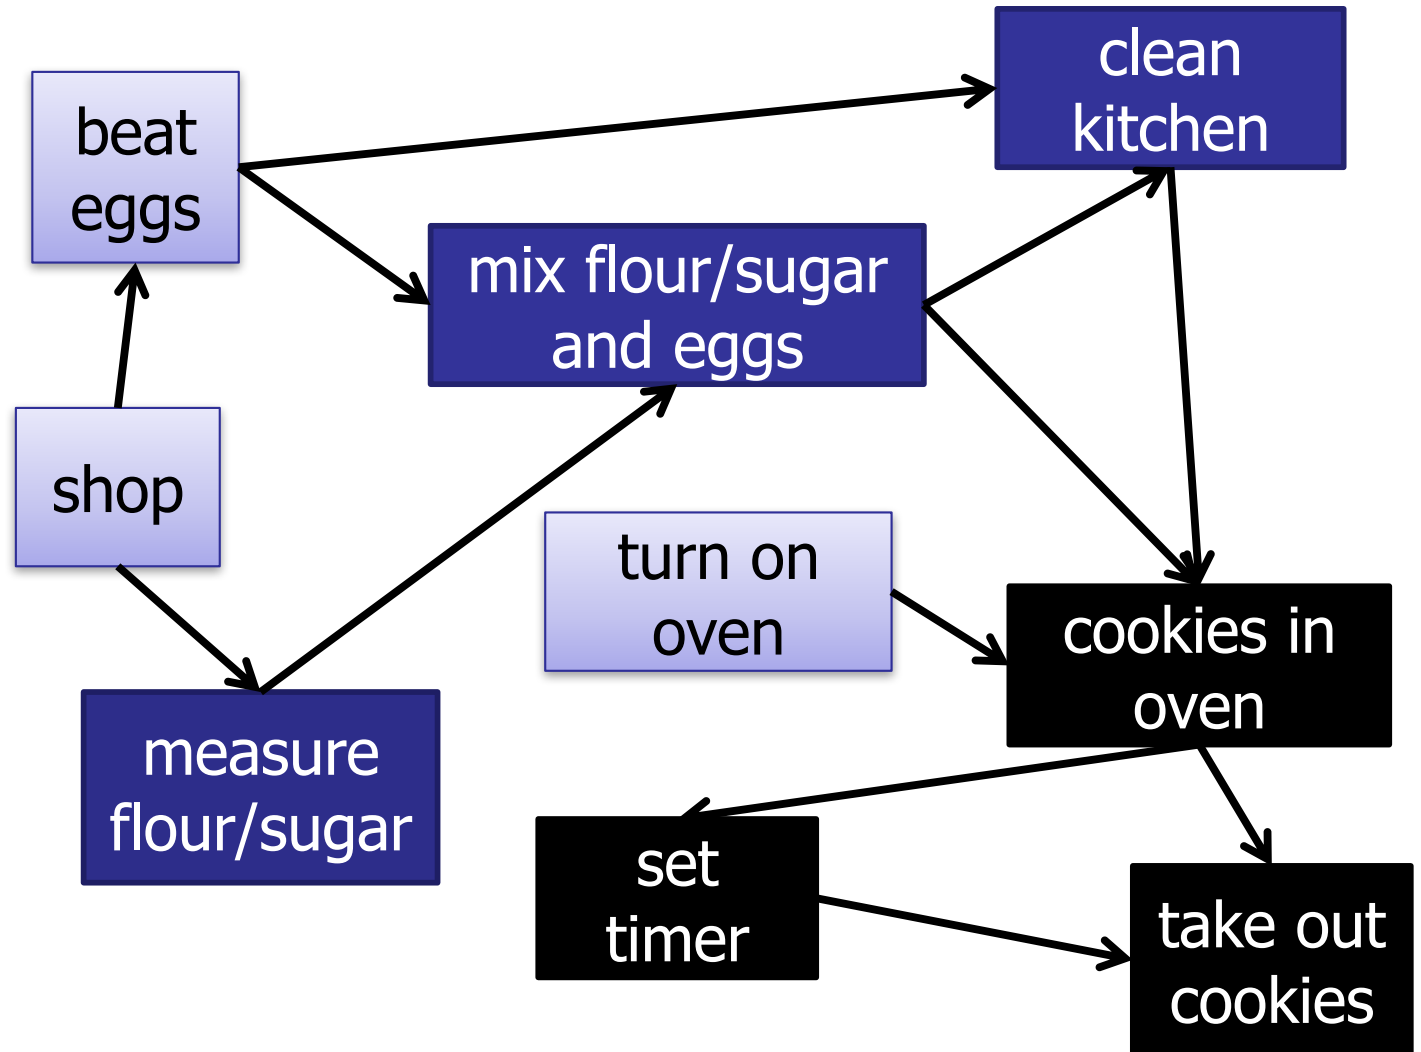 clean
kitchen
beat
eggs
mix flour/sugar
and eggs
shop
turn on
oven
cookies in
oven
measure
flour/sugar
set
timer
take out
cookies